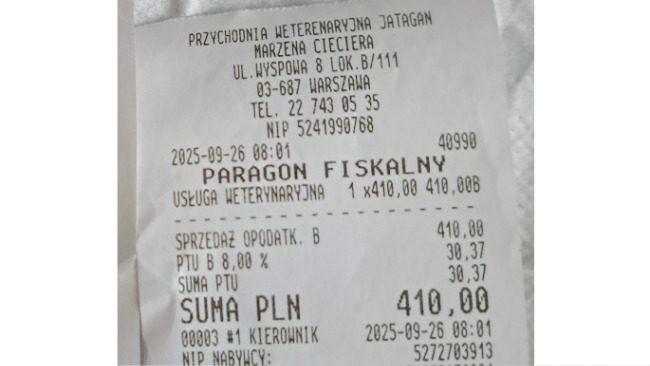 PRZYCHODNIA WETERENARYJNA JATAGAN
MARZENA CIECIERA
UL.WYSPOWA 8 LOK.B/111
03-687 WARSZAWA
TEL. 22 743 05 35
NIP 5241990768
2025-09-26 08:01 40990
PARAGON FISKALNY
USŁUGA WETERYNARYJNA 1 x410,00 410,00B
SPRZEDAŻ OPODATK. B 410,00
PTU B 8,00 % 30,37
SUMA PTU 30,37
SUMA PLN 410,00
00003 #1 KIEROWNIK 2025-09-26 08:01
NIP NABYWCY: 5272703913